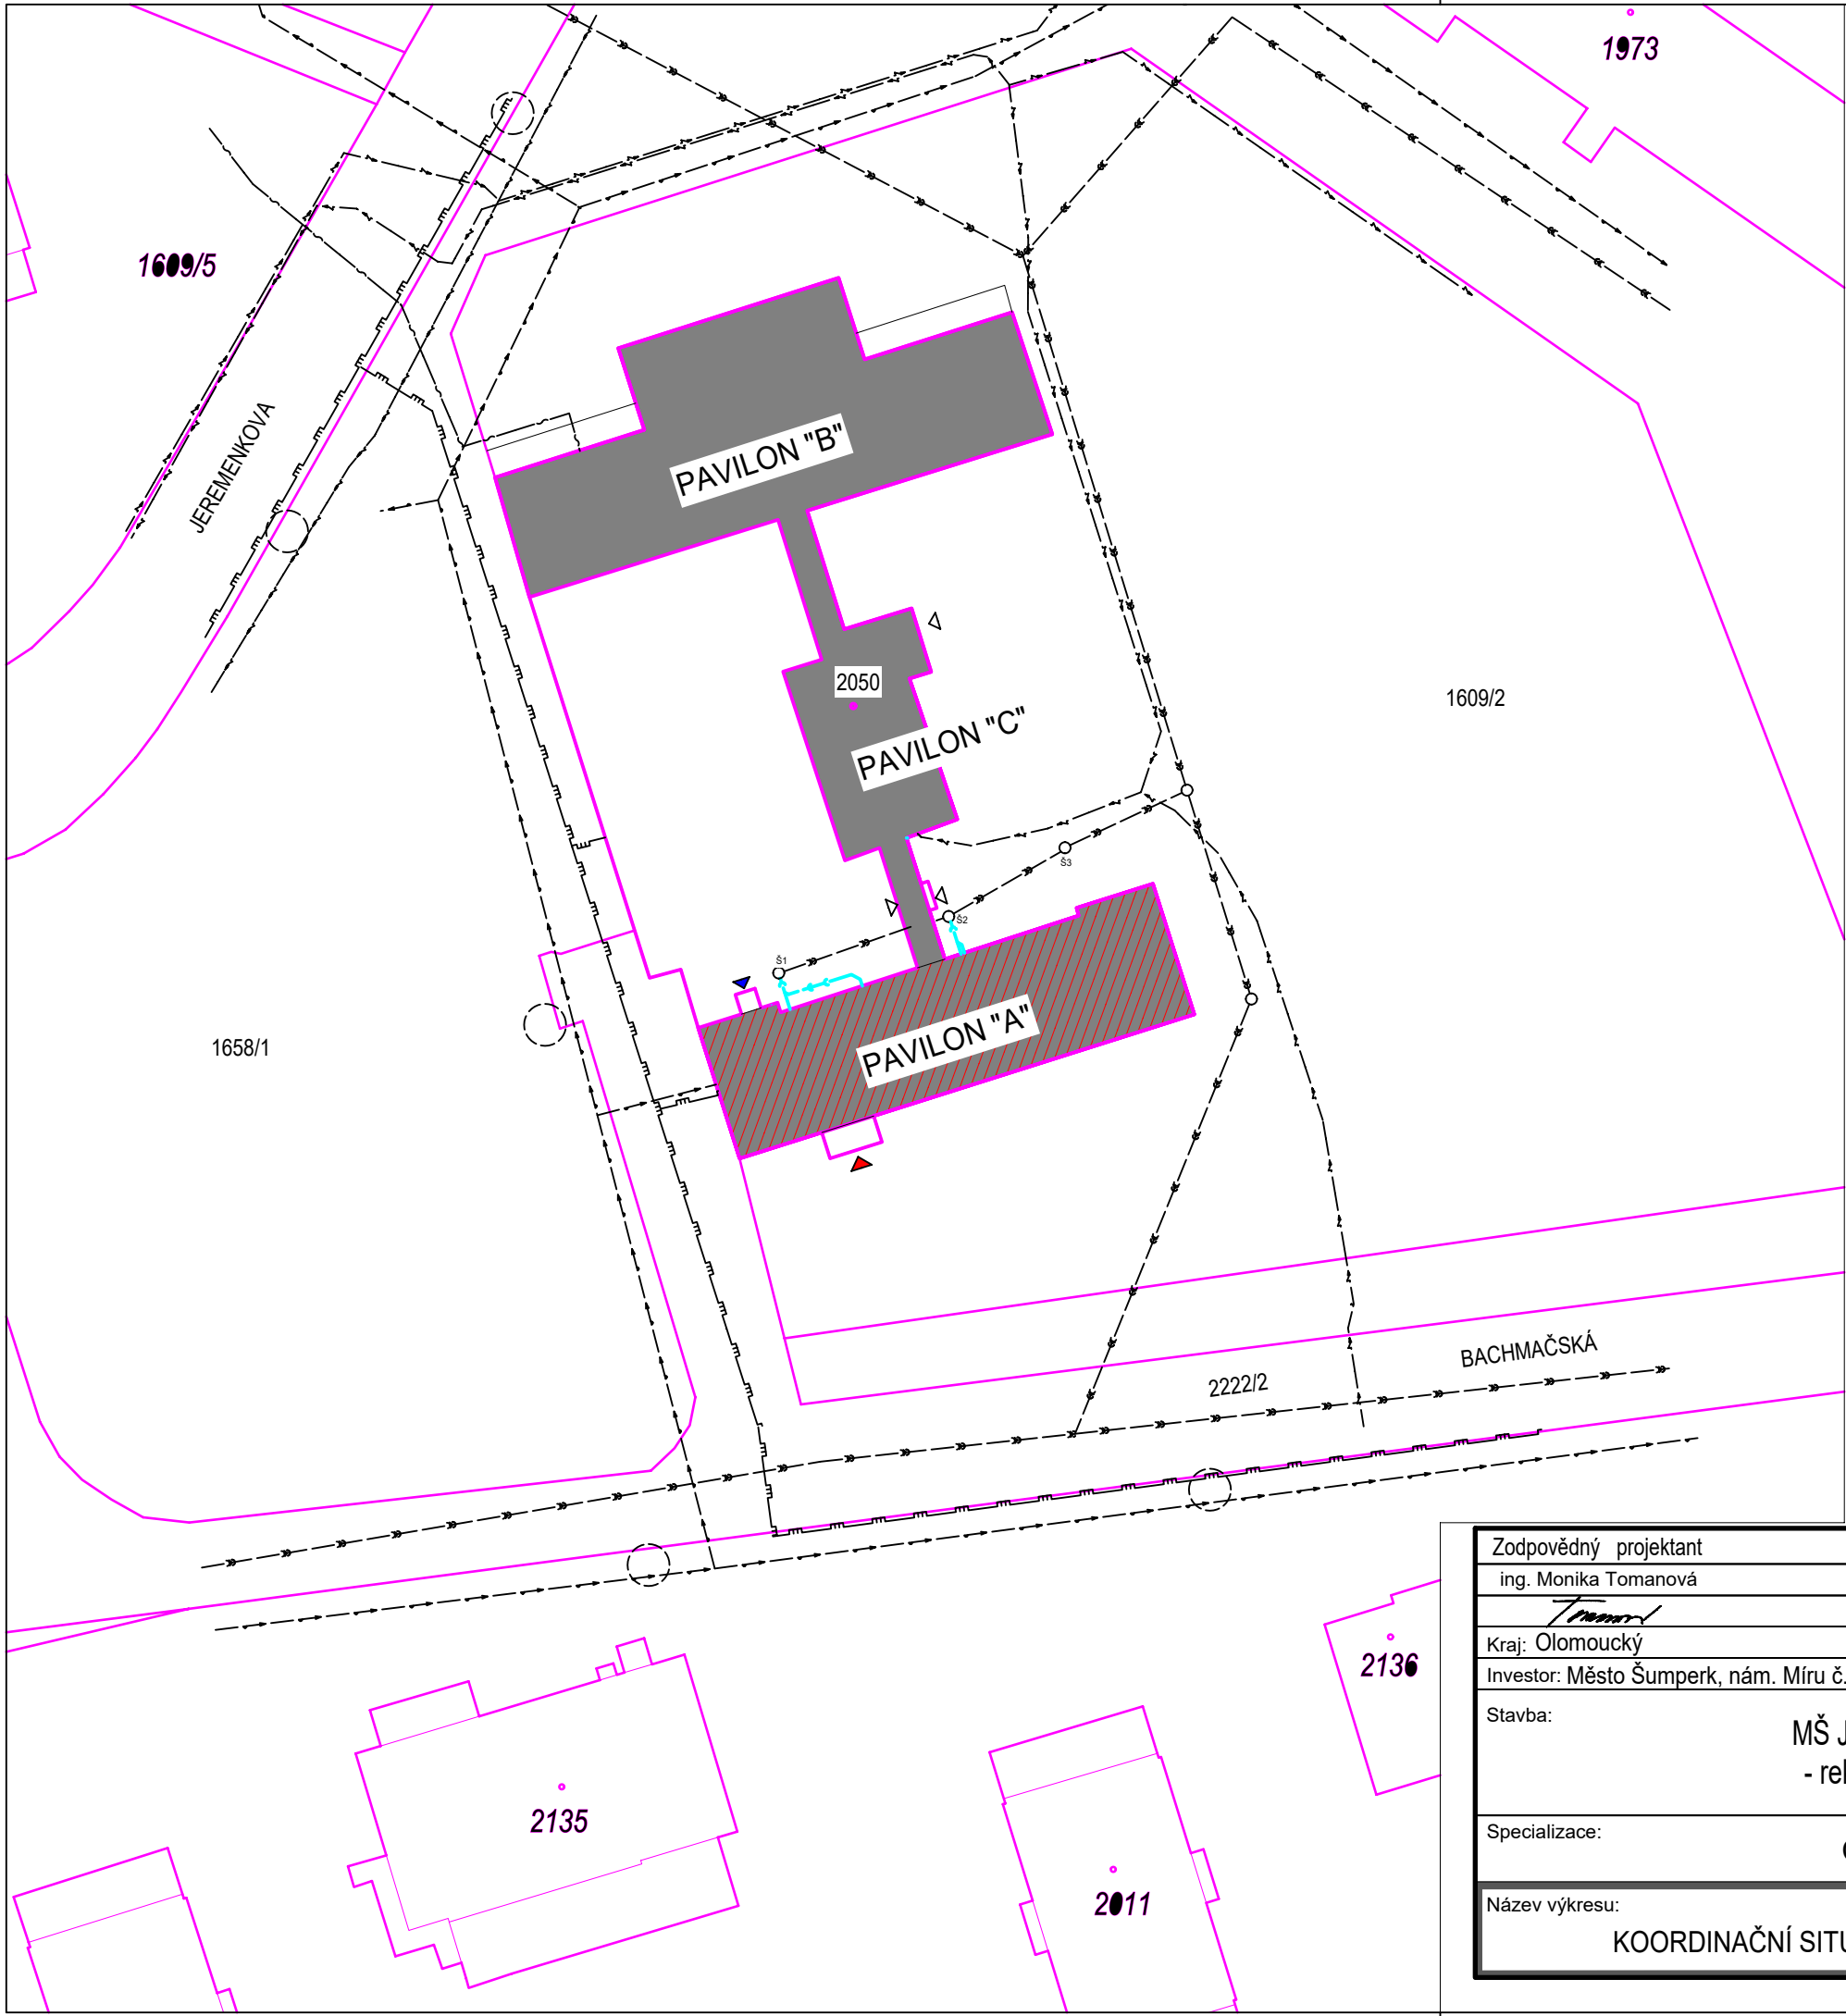 1973
1609/5
JEREMENKOVA
PAVILON "B"
2050
1609/2
PAVILON "C"
Š3
Š2
Š1
PAVILON "A"
1658/1
BACHMAČSKÁ
2222/2
Zodpovědný projektant
ing. Monika Tomanová
Kraj: Olomoucký
Investor: Město Šumperk, nám. Míru č.
Stavba:
MŠ J
Specializace:
Název výkresu:
KOORDINAČNÍ SITU
2136
2135
2011